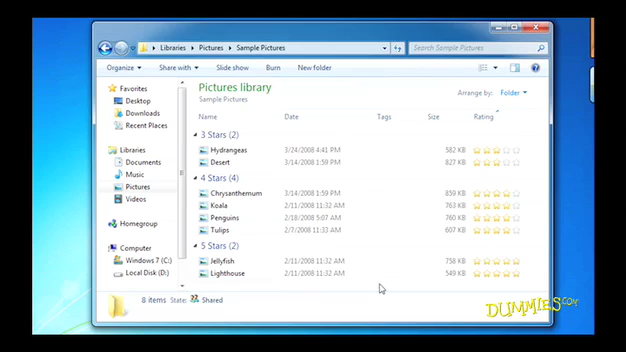 Libraries Pictures Sample Pictures Search Sample Pictures
Organize Share with Slide show Burn New folder
Favorites
Desktop
Downloads
Recent Places
Libraries
Documents
Music
Pictures
Videos
Homegroup
Computer
Windows 7 (C:)
Local Disk (D:)
Pictures library
Sample Pictures
Arrange by: Folder
Name Date Tags Size Rating
3 Stars (2)
Hydrangeas 3/24/2008 4:41 PM 582 KB
Desert 3/14/2008 1:59 PM 827 KB
4 Stars (4)
Chrysanthemum 3/14/2008 1:59 PM 859 KB
Koala 2/11/2008 11:32 AM 763 KB
Penguins 2/18/2008 5:07 AM 760 KB
Tulips 2/7/2008 11:33 AM 607 KB
5 Stars (2)
Jellyfish 2/11/2008 11:32 AM 758 KB
Lighthouse 2/11/2008 11:32 AM 549 KB
8 items State: Shared
DUMMIES.COM